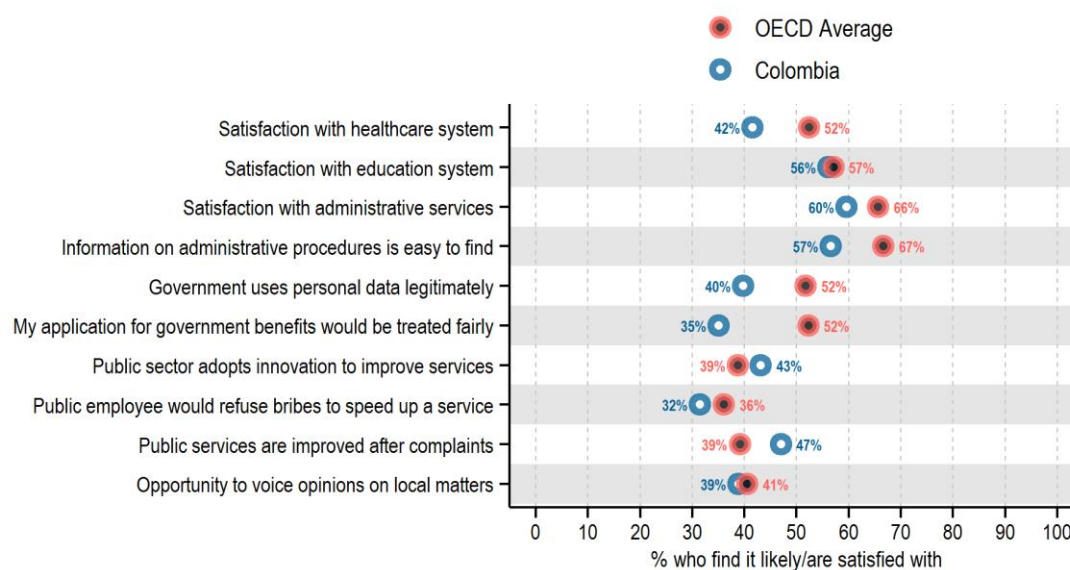 OECD Average
Colombia
Satisfaction with healthcare system 42% 52%
Satisfaction with education system 56% 57%
Satisfaction with administrative services 60% 66%
Information on administrative procedures is easy to find 57% 67%
Government uses personal data legitimately 40% 52%
My application for government benefits would be treated fairly 35% 52%
Public sector adopts innovation to improve services 39% 43%
Public employee would refuse bribes to speed up a service 32% 36%
Public services are improved after complaints 39% 47%
Opportunity to voice opinions on local matters 39% 41%
0 10 20 30 40 50 60 70 80 90 100
% who find it likely/are satisfied with